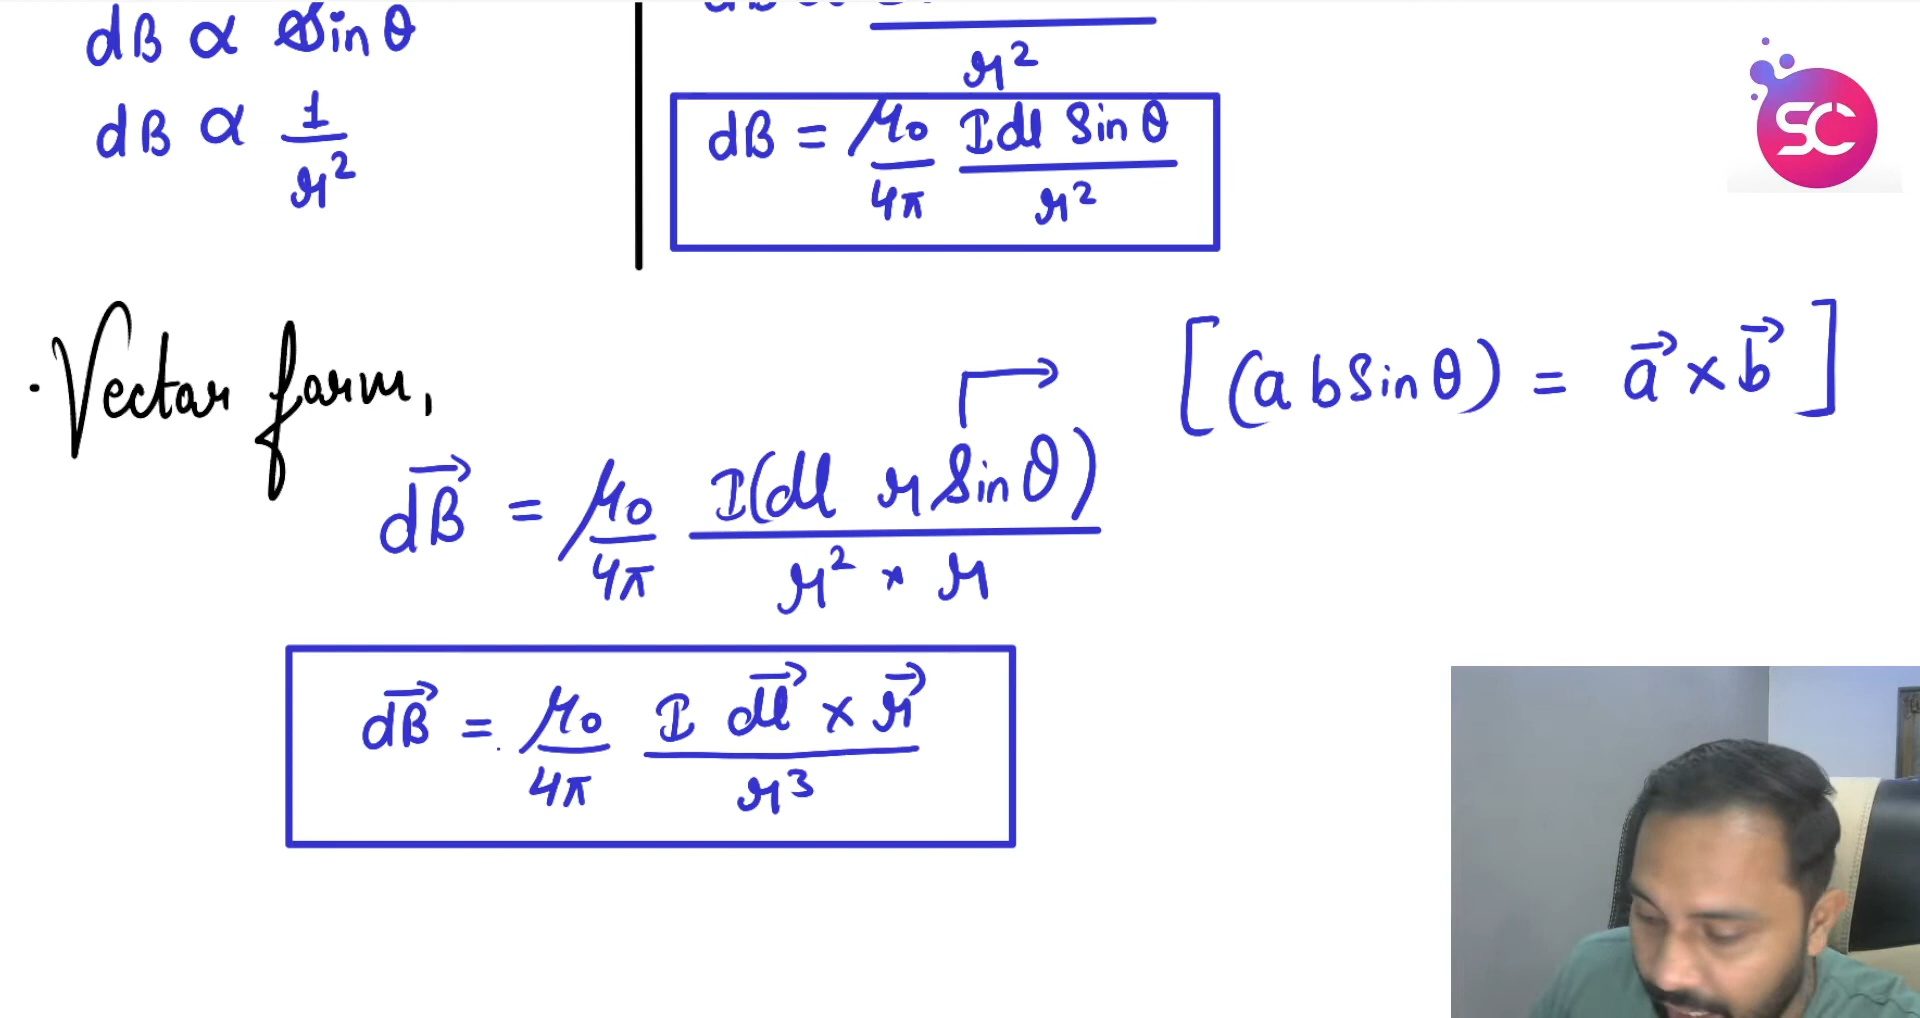 dB ∝ Sin θ
dB ∝ 1/r²
r²
dB = μ₀/4π Idl Sin θ/r²
SC
· Vector form,
[(a b Sin θ) = a⃗ × b⃗]
dB⃗ = μ₀/4π I(dl r Sin θ)/r² × r
dB⃗ = μ₀/4π I dl⃗ × r⃗/r³